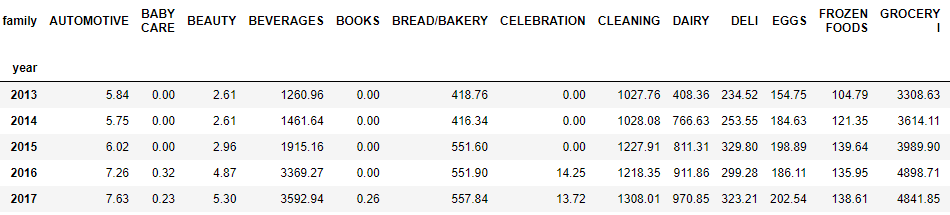 family AUTOMOTIVE BABY CARE BEAUTY BEVERAGES BOOKS BREAD/BAKERY CELEBRATION CLEANING DAIRY DELI EGGS FROZEN FOODS GROCERY I
year
2013 5.84 0.00 2.61 1260.96 0.00 418.76 0.00 1027.76 408.36 234.52 154.75 104.79 3308.63
2014 5.75 0.00 2.61 1461.64 0.00 416.34 0.00 1028.08 766.63 253.55 184.63 121.35 3614.11
2015 6.02 0.00 2.96 1915.16 0.00 551.60 0.00 1227.91 811.31 329.80 198.89 139.64 3989.90
2016 7.26 0.32 4.87 3369.27 0.00 551.90 14.25 1218.35 911.86 299.28 186.11 135.95 4898.71
2017 7.63 0.23 5.30 3592.94 0.26 557.84 13.72 1308.01 970.85 323.21 202.54 138.61 4841.85